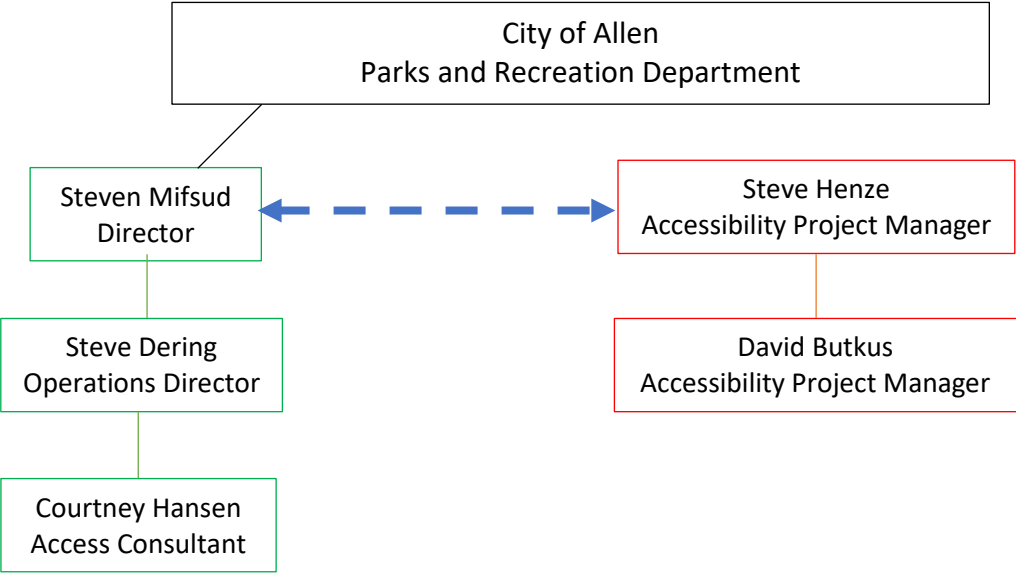 City of Allen
Parks and Recreation Department
Steven Mifsud
Director
Steve Henze
Accessibility Project Manager
Steve Dering
Operations Director
David Butkus
Accessibility Project Manager
Courtney Hansen
Access Consultant